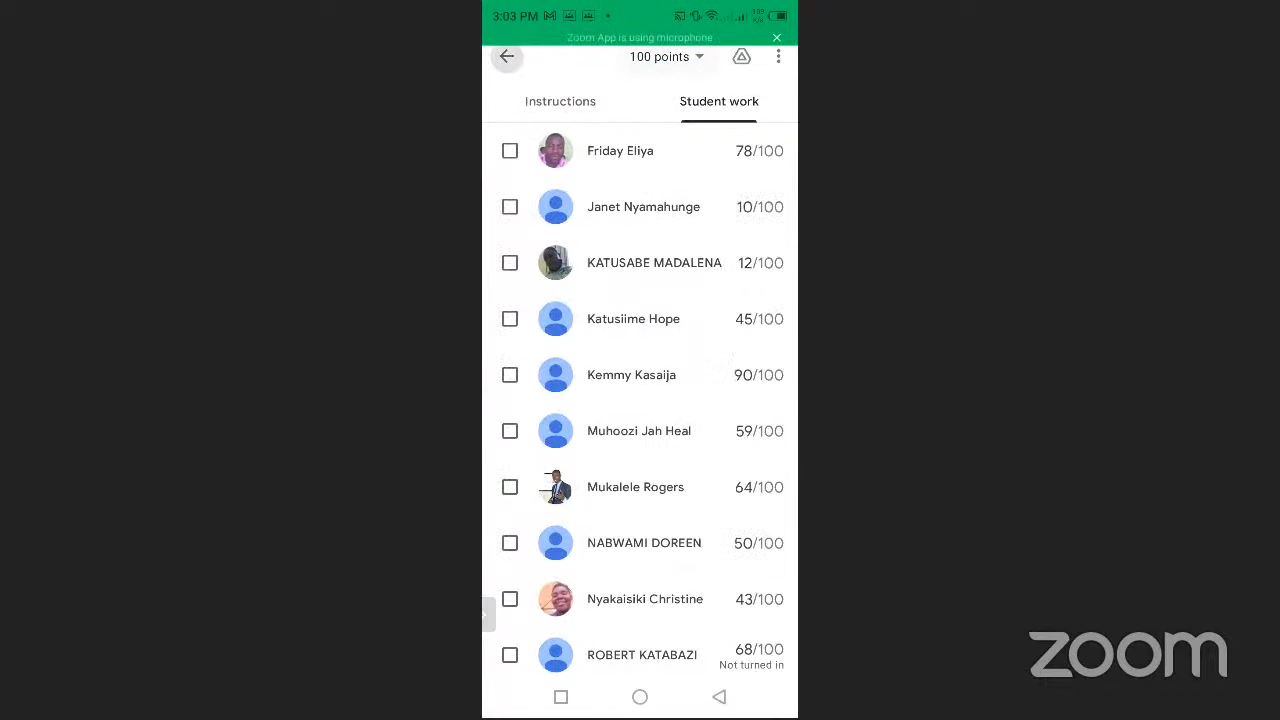 3:03 PM
109
K/s
Zoom App is using microphone
100 points
Instructions
Student work
Friday Eliya 78/100
Janet Nyamahunge 10/100
KATUSABE MADALENA 12/100
Katusiime Hope 45/100
Kemmy Kasaija 90/100
Muhoozi Jah Heal 59/100
Mukalele Rogers 64/100
NABWAMI DOREEN 50/100
Nyakaisiki Christine 43/100
ROBERT KATABAZI 68/100
Not turned in
zoom